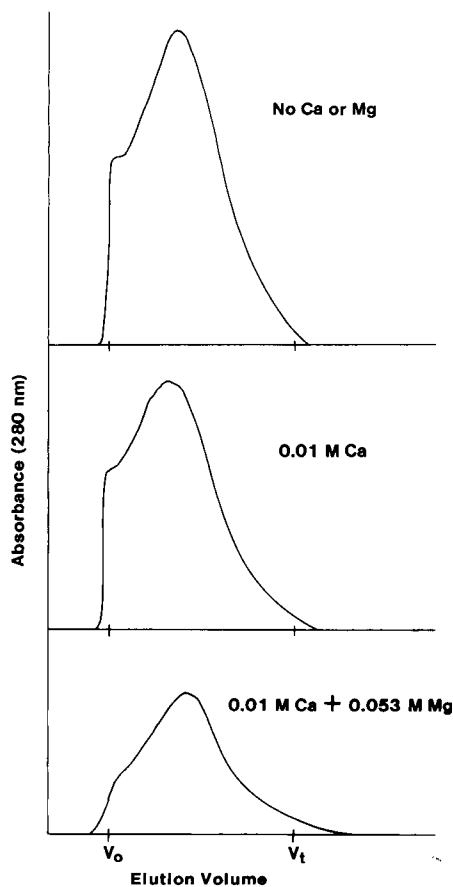 No Ca or Mg
0.01 M Ca
0.01 M Ca + 0.053 M Mg
Absorbance (280 nm)
Vo
Vt
Elution Volume